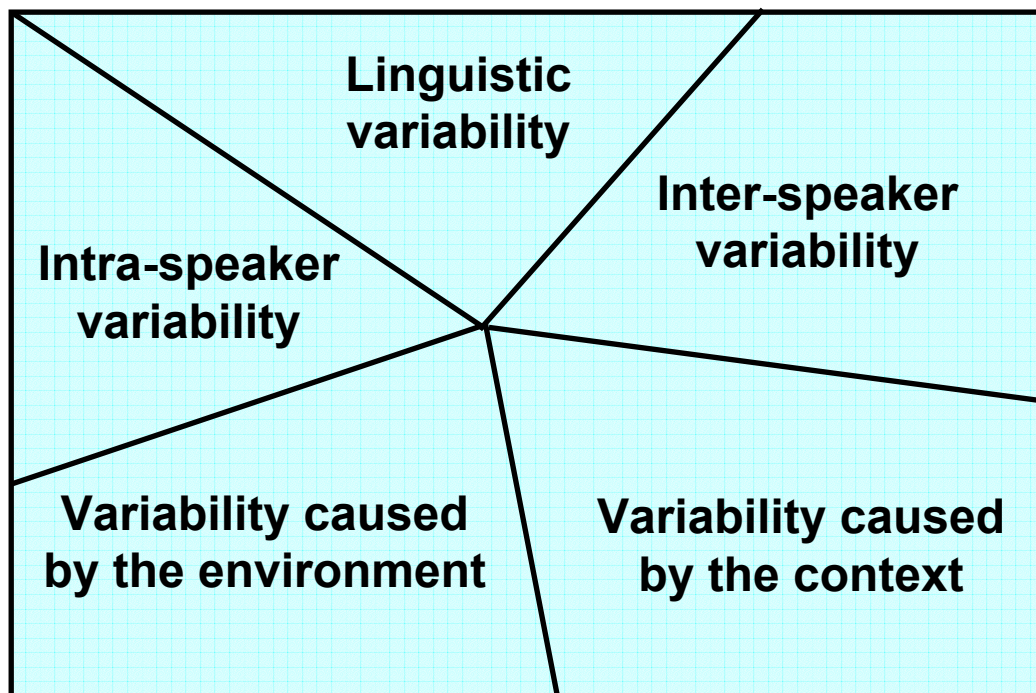 Linguistic
variability
Inter-speaker
variability
Intra-speaker
variability
Variability caused
by the environment
Variability caused
by the context